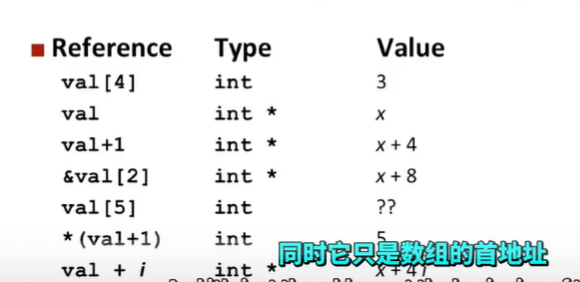 Reference Type Value
val[4] int 3
val int * x
val+1 int * x + 4
&val[2] int * x + 8
val[5] int ??
*(val+1) int 5
同时它只是数组的首地址
val + i int * x + 4 i